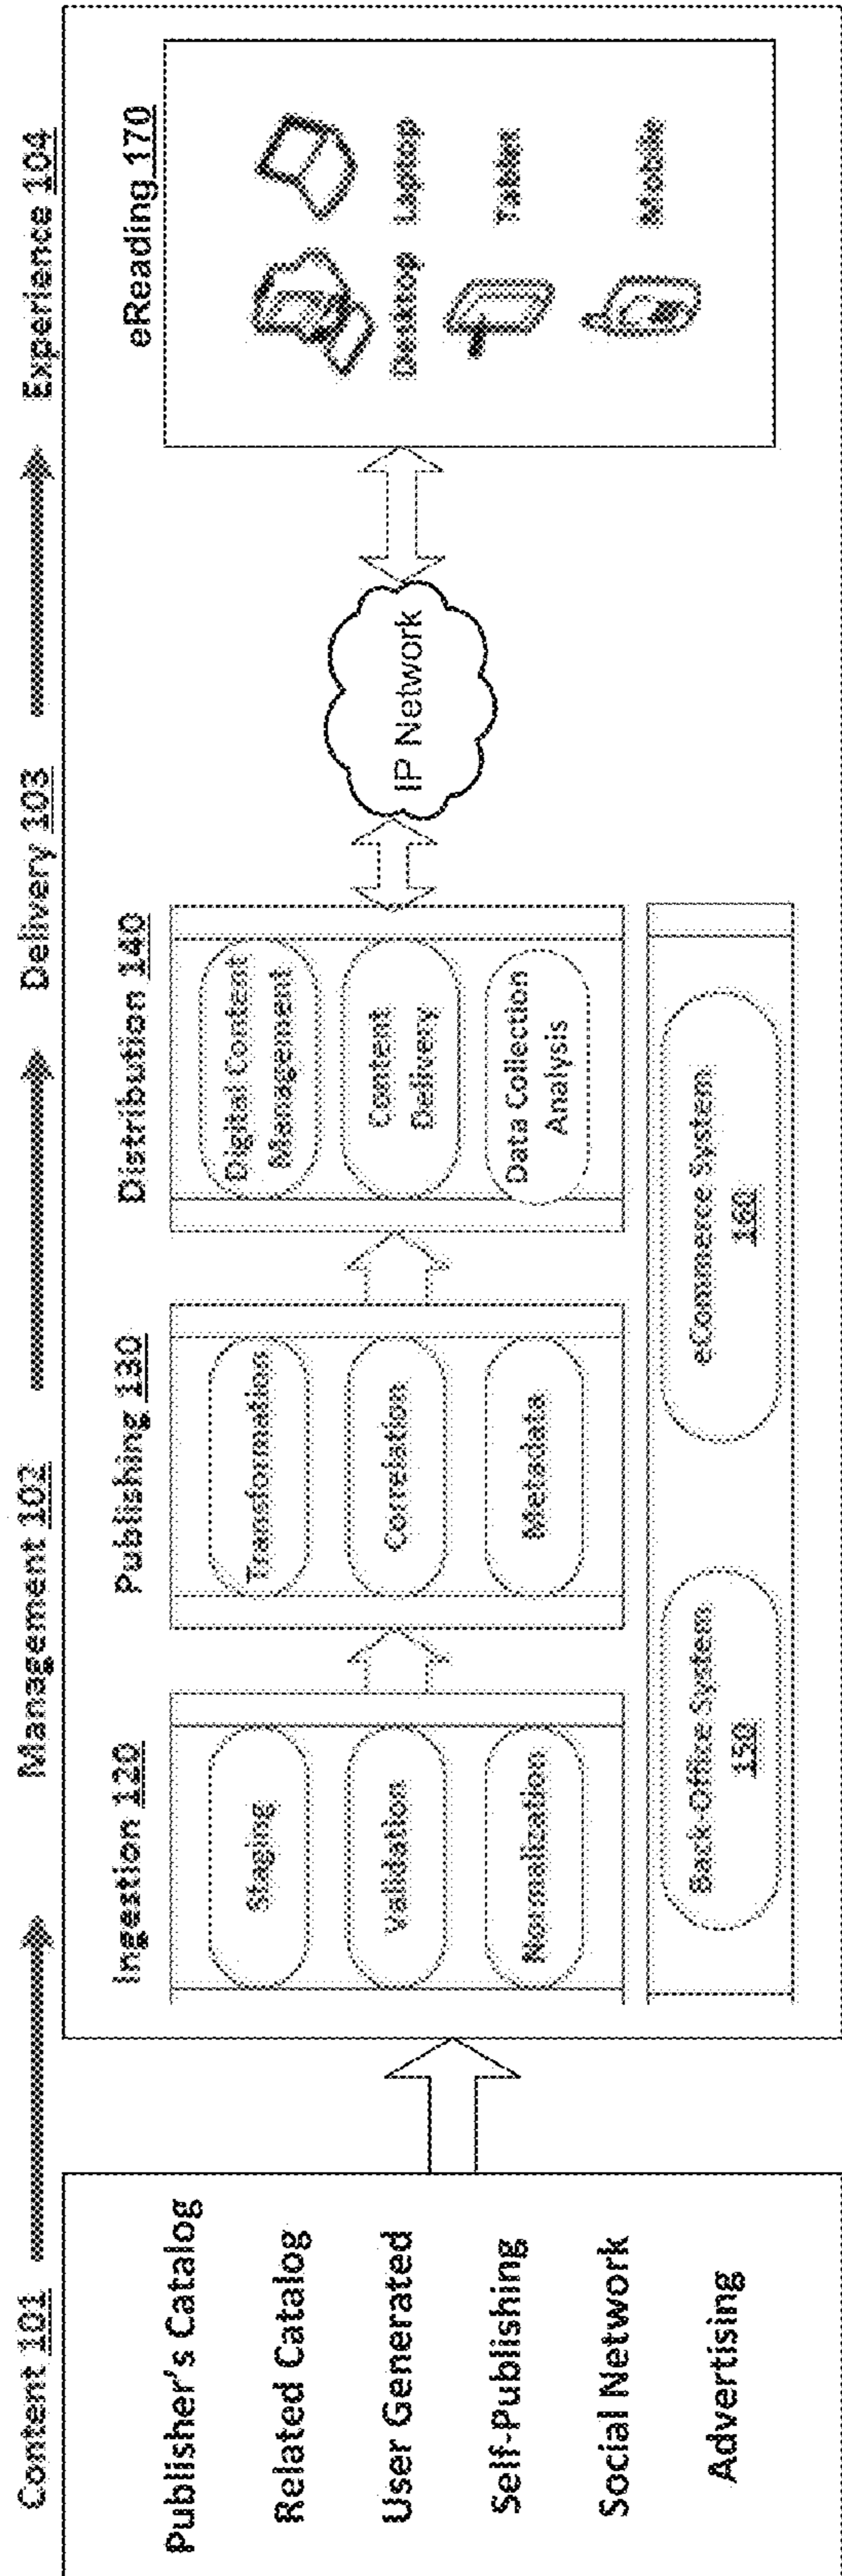 Content 101
Management 102
Delivery 103
Experience 104
Publisher's Catalog
Related Catalog
User Generated
Self-Publishing
Social Network
Advertising
Ingestion 120
Staging
Validation
Normalization
Publishing 130
Transformation
Correlation
Metadata
Distribution 140
Digital Content
Management
Content
Delivery
Data Collection
Analysis
Back-Office System
150
eCommerce System
160
IP Network
eReading 170
Desktop
Laptop
Tablet
Mobile